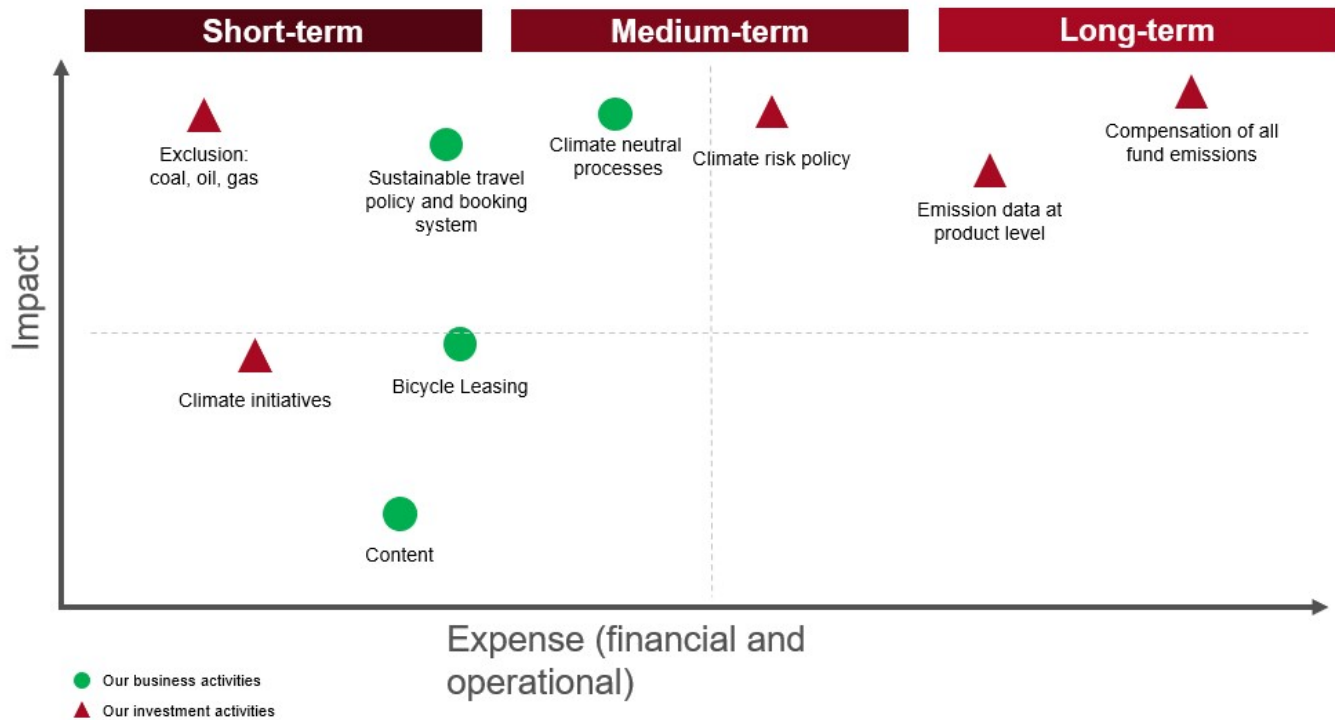 Short-term
Medium-term
Long-term
Exclusion:
coal, oil, gas
Sustainable travel
policy and booking
system
Climate neutral
processes
Climate risk policy
Emission data at
product level
Compensation of all
fund emissions
Impact
Climate initiatives
Bicycle Leasing
Content
Expense (financial and
operational)
Our business activities
Our investment activities